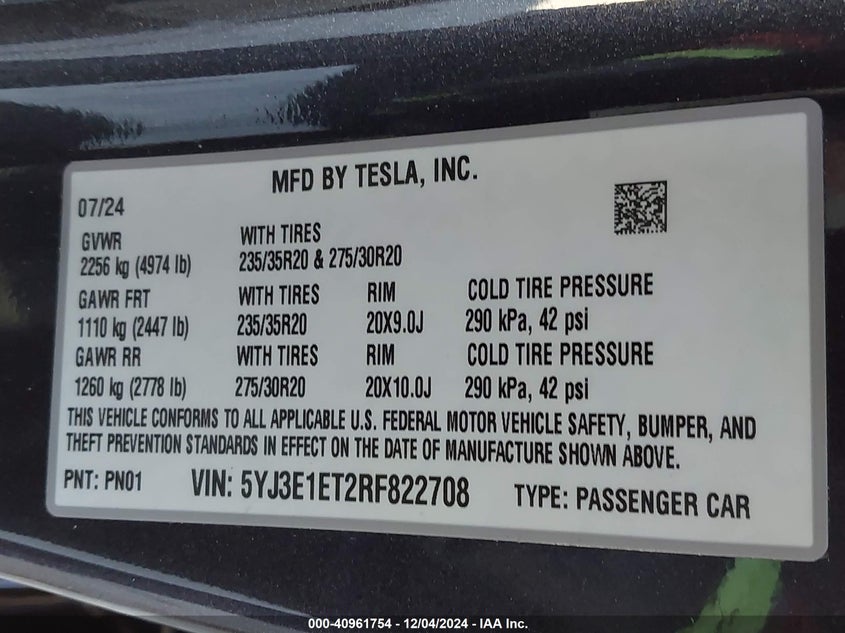 MFD BY TESLA, INC.
07/24
GVWR WITH TIRES
2256 kg (4974 lb) 235/35R20 & 275/30R20
GAWR FRT WITH TIRES RIM COLD TIRE PRESSURE
1110 kg (2447 lb) 235/35R20 20X9.0J 290 kPa, 42 psi
GAWR RR WITH TIRES RIM COLD TIRE PRESSURE
1260 kg (2778 lb) 275/30R20 20X10.0J 290 kPa, 42 psi
THIS VEHICLE CONFORMS TO ALL APPLICABLE U.S. FEDERAL MOTOR VEHICLE SAFETY, BUMPER, AND
THEFT PREVENTION STANDARDS IN EFFECT ON THE DATE OF MANUFACTURE SHOWN ABOVE.
PNT: PN01 VIN: 5YJ3E1ET2RF822708 TYPE: PASSENGER CAR
000-40961754 - 12/04/2024 - IAA Inc.